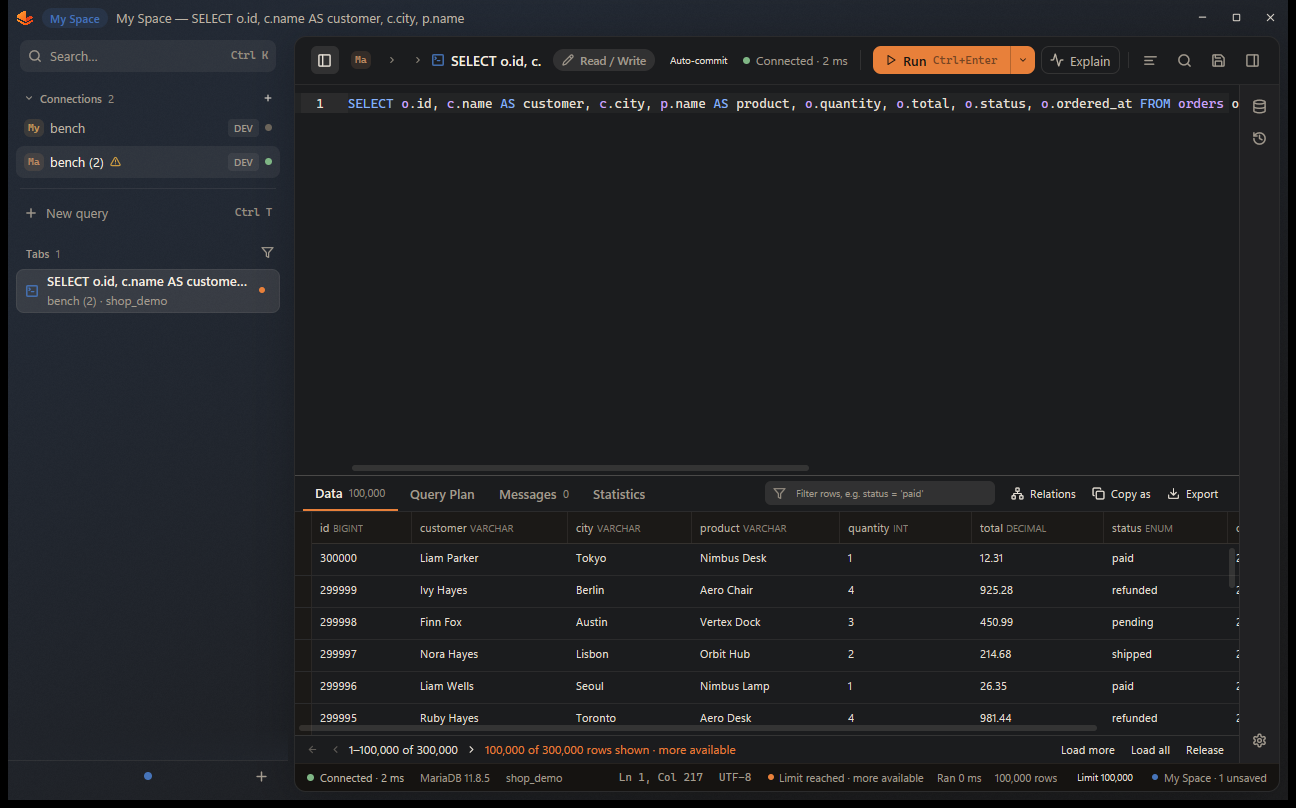 My Space My Space — SELECT o.id, c.name AS customer, c.city, p.name
Search... Ctrl K
Connections 2
My bench DEV
Ma bench (2) DEV
New query Ctrl T
Tabs 1
SELECT o.id, c.name AS custome...
bench (2) · shop_demo
Ma SELECT o.id, c. Read / Write Auto-commit Connected · 2 ms Run Ctrl+Enter Explain
1 SELECT o.id, c.name AS customer, c.city, p.name AS product, o.quantity, o.total, o.status, o.ordered_at FROM orders o
Data 100,000 Query Plan Messages 0 Statistics Filter rows, e.g. status = 'paid' Relations Copy as Export
id BIGINT customer VARCHAR city VARCHAR product VARCHAR quantity INT total DECIMAL status ENUM
300000 Liam Parker Tokyo Nimbus Desk 1 12.31 paid
299999 Ivy Hayes Berlin Aero Chair 4 925.28 refunded
299998 Finn Fox Austin Vertex Dock 3 450.99 pending
299997 Nora Hayes Lisbon Orbit Hub 2 214.68 shipped
299996 Liam Wells Seoul Nimbus Lamp 1 26.35 paid
299995 Ruby Hayes Toronto Aero Desk 4 981.44 refunded
1–100,000 of 300,000 100,000 of 300,000 rows shown · more available Load more Load all Release
Connected · 2 ms MariaDB 11.8.5 shop_demo Ln 1, Col 217 UTF-8 Limit reached · more available Ran 0 ms 100,000 rows Limit 100,000 My Space · 1 unsaved